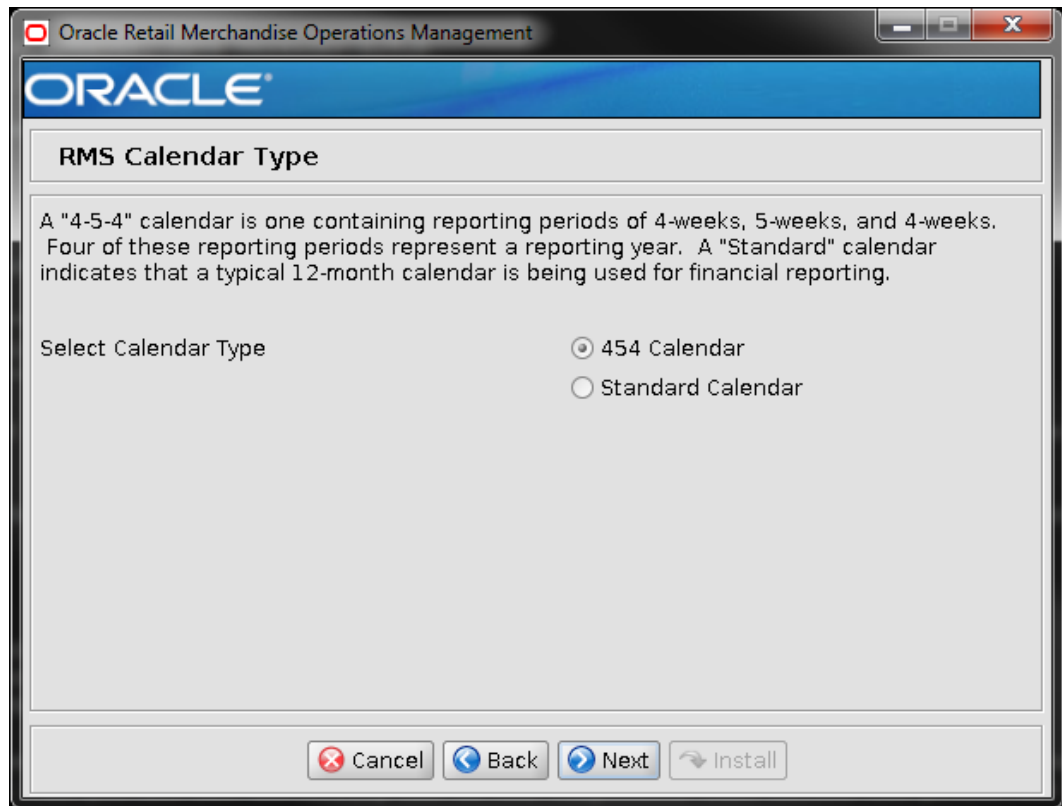 Oracle Retail Merchandise Operations Management
ORACLE®
RMS Calendar Type
A "4-5-4" calendar is one containing reporting periods of 4-weeks, 5-weeks, and 4-weeks.
Four of these reporting periods represent a reporting year. A "Standard" calendar
indicates that a typical 12-month calendar is being used for financial reporting.
Select Calendar Type
454 Calendar
Standard Calendar
Cancel Back Next Install